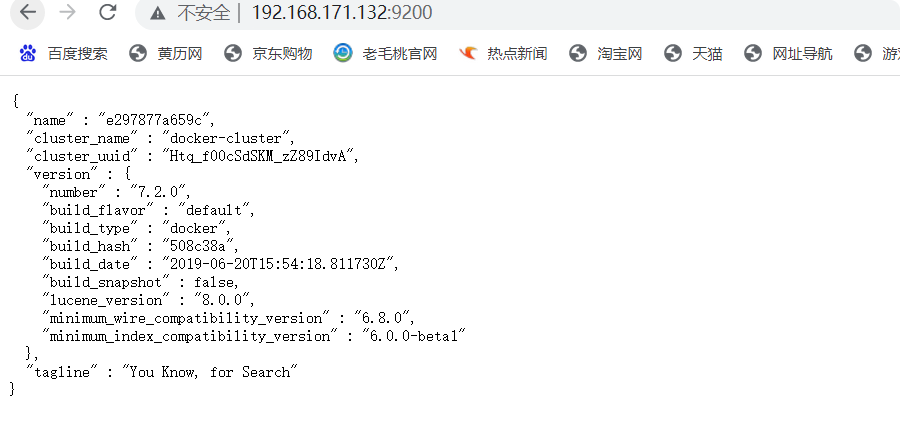 不安全 | 192.168.171.132:9200
百度搜索 黄历网 京东购物 老毛桃官网 热点新闻 淘宝网 天猫 网址导航 游戏
{
  "name" : "e297877a659c",
  "cluster_name" : "docker-cluster",
  "cluster_uuid" : "Htq_f00cSdSKM_zZ89IdvA",
  "version" : {
    "number" : "7.2.0",
    "build_flavor" : "default",
    "build_type" : "docker",
    "build_hash" : "508c38a",
    "build_date" : "2019-06-20T15:54:18.811730Z",
    "build_snapshot" : false,
    "lucene_version" : "8.0.0",
    "minimum_wire_compatibility_version" : "6.8.0",
    "minimum_index_compatibility_version" : "6.0.0-beta1"
  },
  "tagline" : "You Know, for Search"
}